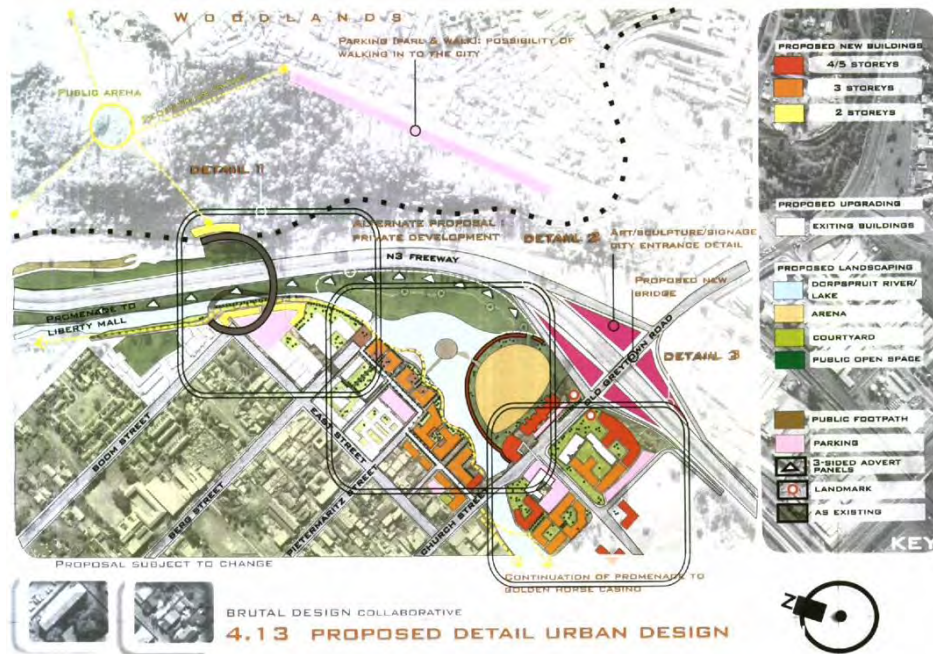 WOODLANDS
PARKING (PARL & WALK): POSSIBILITY OF
WALKING IN TO THE CITY
PUBLIC ARENA
DETAIL 1
ALTERNATE PROPOSAL
PRIVATE DEVELOPMENT
DETAIL 2
ART/SCULPTURE/SIGNAGE
CITY ENTRANCE DETAIL
N3 FREEWAY
PROPOSED NEW
BRIDGE
PROMENADE TO
LIBERTY MALL
OLD GREYTOWN ROAD
DETAIL 3
BOOM STREET
BERG STREET
EAST STREET
PIETERMARITZ STREET
CHURCH STREET
PROPOSAL SUBJECT TO CHANGE
CONTINUATION OF PROMENADE TO
GOLDEN HORSE CASINO
PROPOSED NEW BUILDINGS
4/5 STOREYS
3 STOREYS
2 STOREYS
PROPOSED UPGRADING
EXITING BUILDINGS
PROPOSED LANDSCAPING
DORPSPRUIT RIVER/
LAKE
ARENA
COURTYARD
PUBLIC OPEN SPACE
PUBLIC FOOTPATH
PARKING
3-SIDED ADVERT
PANELS
LANDMARK
AS EXISTING
KEY
BRUTAL DESIGN COLLABORATIVE
4.13 PROPOSED DETAIL URBAN DESIGN
N